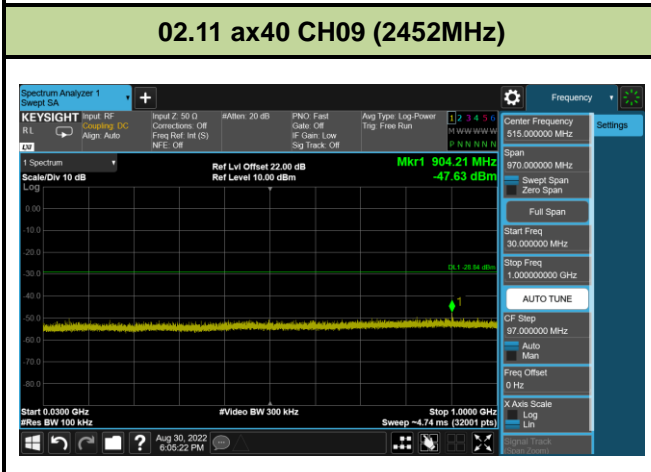 02.11 ax40 CH09 (2452MHz)
Spectrum Analyzer 1
Swept SA
+
Frequency
KEYSIGHT
RL
Input: RF
Coupling: DC
Align: Auto
Input Z: 50 Ω
Corrections: Off
Freq Ref: Int (S)
NFE: Off
#Atten: 20 dB
PNO: Fast
Gate: Off
IF Gain: Low
Sig Track: Off
Avg Type: Log-Power
Trig: Free Run
1 2 3 4 5 6
M W W W W W
P N N N N N
Center Frequency
515.000000 MHz
Settings
1 Spectrum
Scale/Div 10 dB
Log
Ref Lvl Offset 22.00 dB
Ref Level 10.00 dBm
Mkr1 904.21 MHz
-47.63 dBm
Span
970.000000 MHz
Swept Span
Zero Span
Full Span
Start Freq
30.000000 MHz
Stop Freq
1.000000000 GHz
AUTO TUNE
CF Step
97.000000 MHz
Auto
Man
Freq Offset
0 Hz
X Axis Scale
Log
Lin
Signal Track
(Span Zoom)
0.00
-10.0
-20.0
-30.0
-40.0
-50.0
-60.0
-70.0
-80.0
1
Start 0.0300 GHz
#Res BW 100 kHz
#Video BW 300 kHz
Stop 1.0000 GHz
Sweep ~4.74 ms (32001 pts)
?
Aug 30, 2022
6:05:22 PM